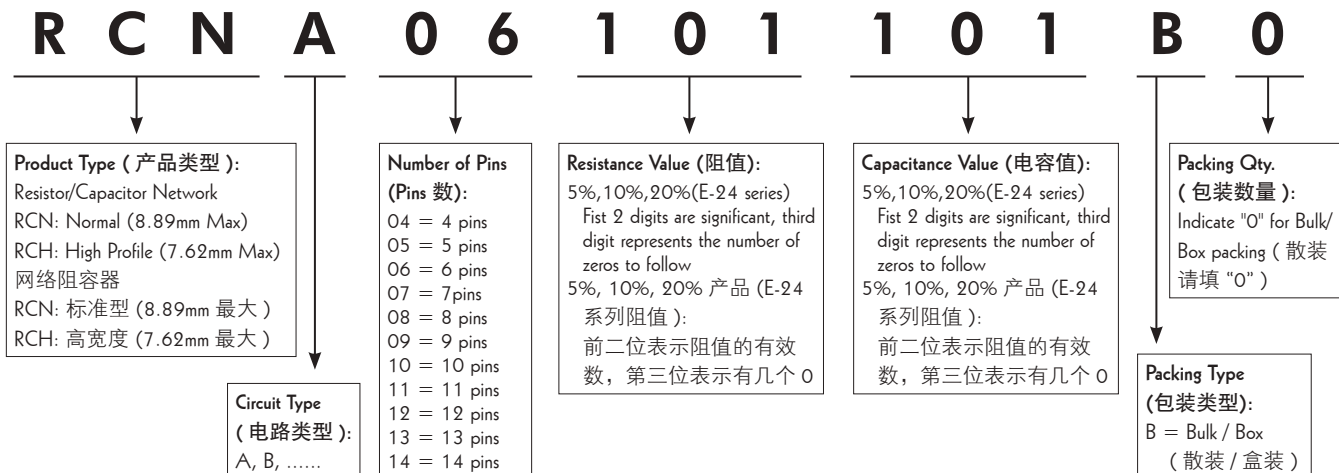 R C N A 0 6 1 0 1 1 0 1 B 0
Product Type ( 产品类型 ):
Resistor/Capacitor Network
RCN: Normal (8.89mm Max)
RCH: High Profile (7.62mm Max)
网络阻容器
RCN: 标准型 (8.89mm 最大 )
RCH: 高宽度 (7.62mm 最大 )
Circuit Type
( 电路类型 ):
A, B, ......
Number of Pins
(Pins 数):
04 = 4 pins
05 = 5 pins
06 = 6 pins
07 = 7pins
08 = 8 pins
09 = 9 pins
10 = 10 pins
11 = 11 pins
12 = 12 pins
13 = 13 pins
14 = 14 pins
Resistance Value (阻值):
5%,10%,20%(E-24 series)
Fist 2 digits are significant, third
digit represents the number of
zeros to follow
5%, 10%, 20% 产品 (E-24
系列阻值 ):
前二位表示阻值的有效
数，第三位表示有几个 0
Capacitance Value (电容值):
5%,10%,20%(E-24 series)
Fist 2 digits are significant, third
digit represents the number of
zeros to follow
5%, 10%, 20% 产品 (E-24
系列阻值 ):
前二位表示阻值的有效
数，第三位表示有几个 0
Packing Type
(包装类型):
B = Bulk / Box
( 散装 / 盒装 )
Packing Qty.
( 包装数量 ):
Indicate "0" for Bulk/
Box packing ( 散装
请填 “0” )